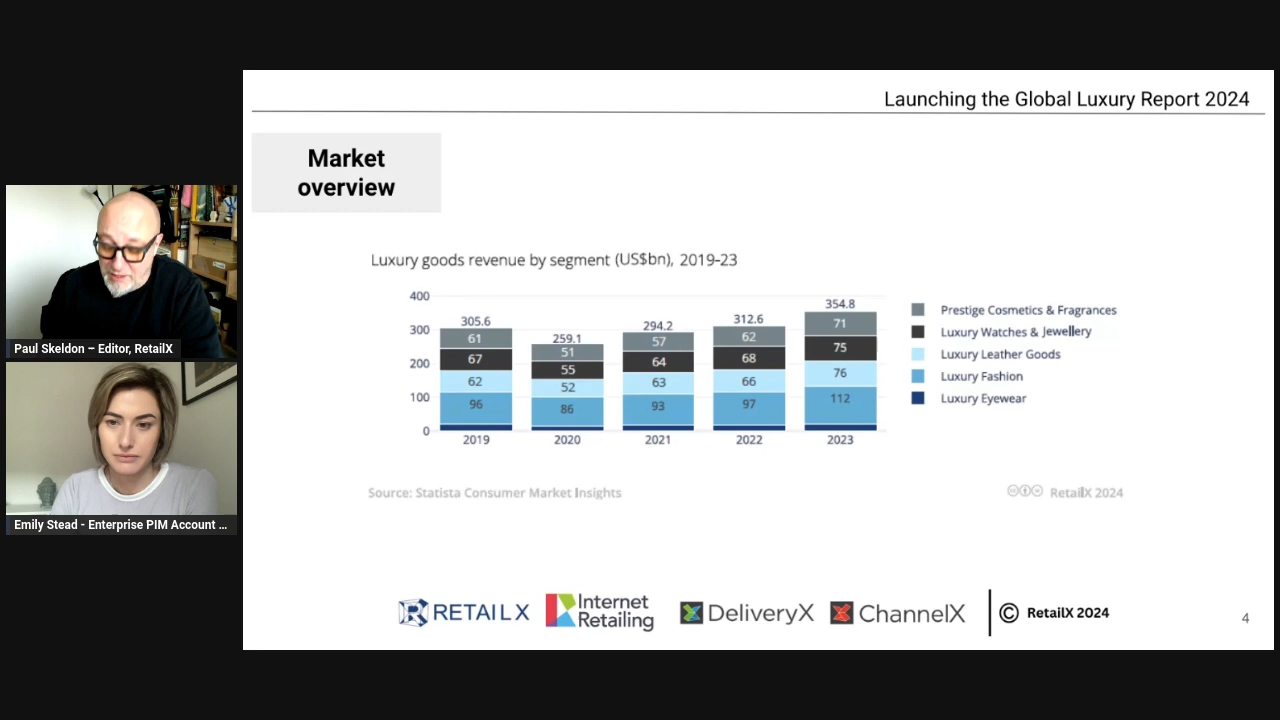 Launching the Global Luxury Report 2024
Market
overview
Paul Skeldon – Editor, RetailX
Emily Stead - Enterprise PIM Account ...
Luxury goods revenue by segment (US$bn), 2019-23
400
300
200
100
0
305.6
61
67
62
96
2019
259.1
51
55
52
86
2020
294.2
57
64
63
93
2021
312.6
62
68
66
97
2022
354.8
71
75
76
112
2023
Prestige Cosmetics & Fragrances
Luxury Watches & Jewellery
Luxury Leather Goods
Luxury Fashion
Luxury Eyewear
Source: Statista Consumer Market Insights
RetailX 2024
RETAIL X
Internet
Retailing
DeliveryX
ChannelX
© RetailX 2024
4